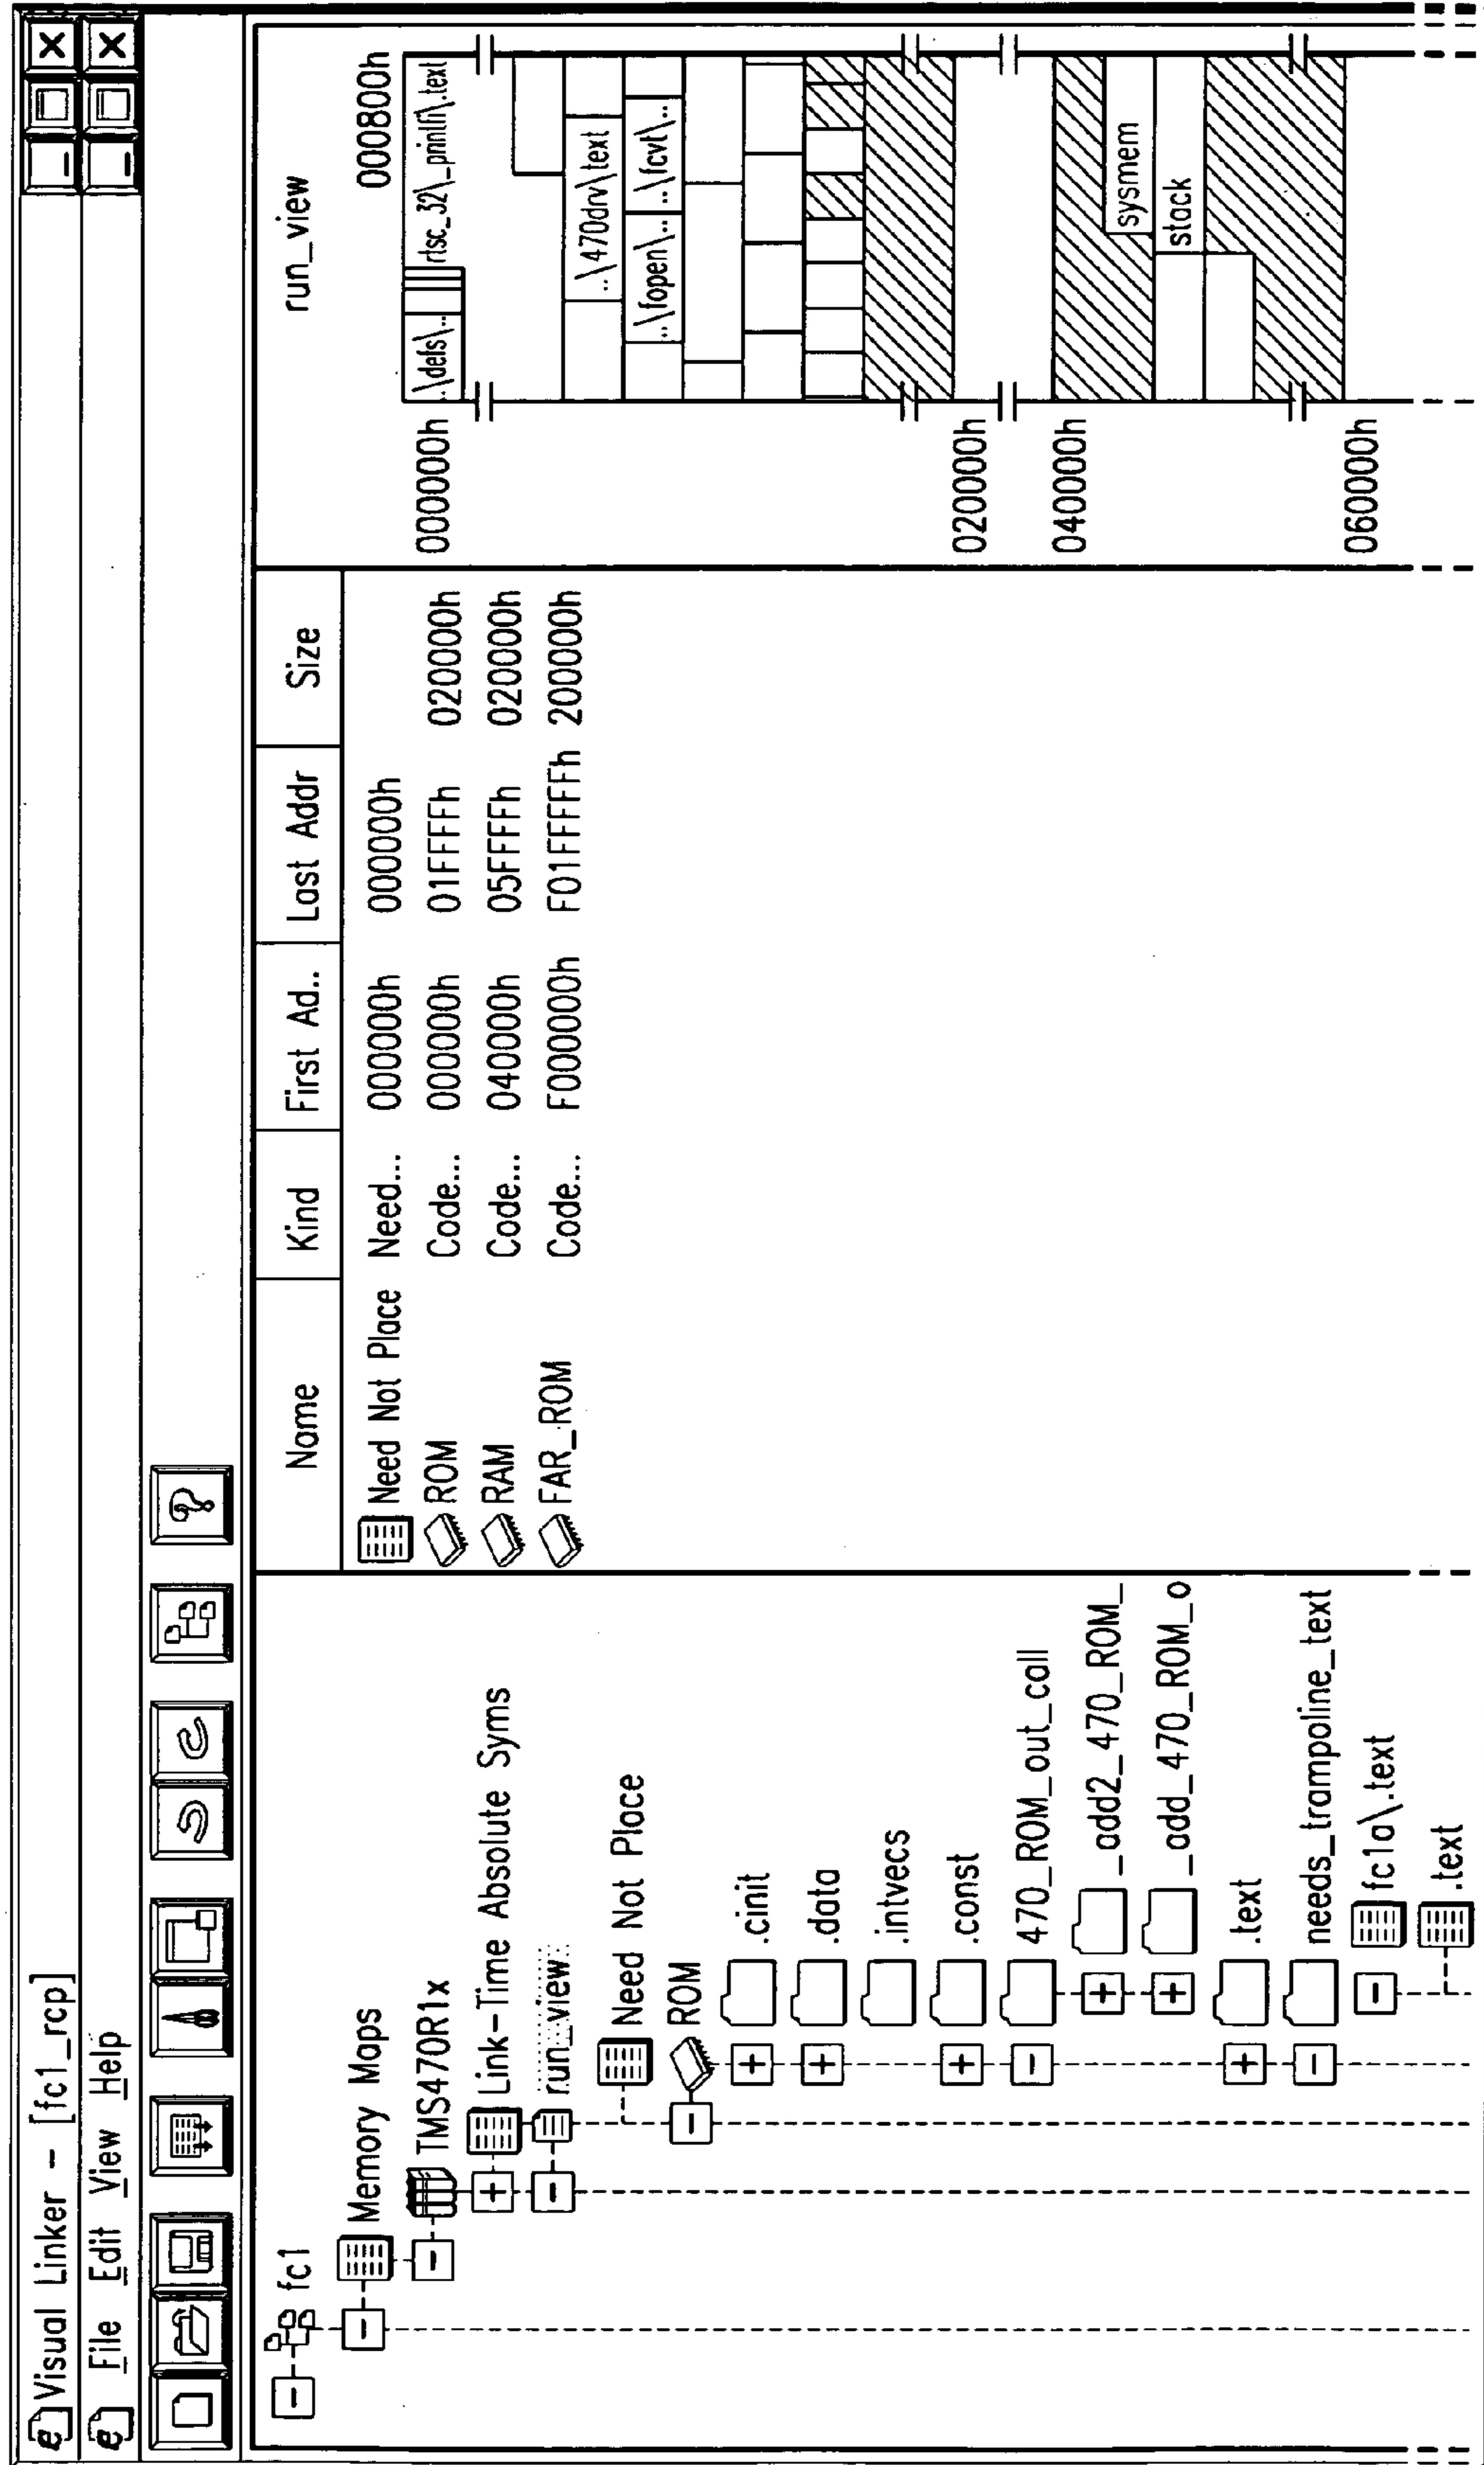 Visual Linker – [fc1_rcp]
File Edit View Help
fc1
Memory Maps
TMS470R1x
Link-Time Absolute Syms
run_view
Need Not Place
ROM
.cinit
.data
.intvecs
.const
470_ROM_out_call
_add2_470_ROM_
_add_470_ROM_o
.text
needs_trampoline_text
fc1a\.text
.text
Name Kind First Ad.. Last Addr Size
Need Not Place Need... 000000h 000000h
ROM Code... 000000h 01FFFFh 020000h
RAM Code... 040000h 05FFFFh 020000h
FAR_ROM Code... F000000h F01FFFFFh 200000h
run_view
000800h
000000h
..\defs\.. rtsc_32\_printfi\.text
..\470drv\text
..\fopen\.. ..\fcvt\..
020000h
040000h
sysmem
stack
060000h